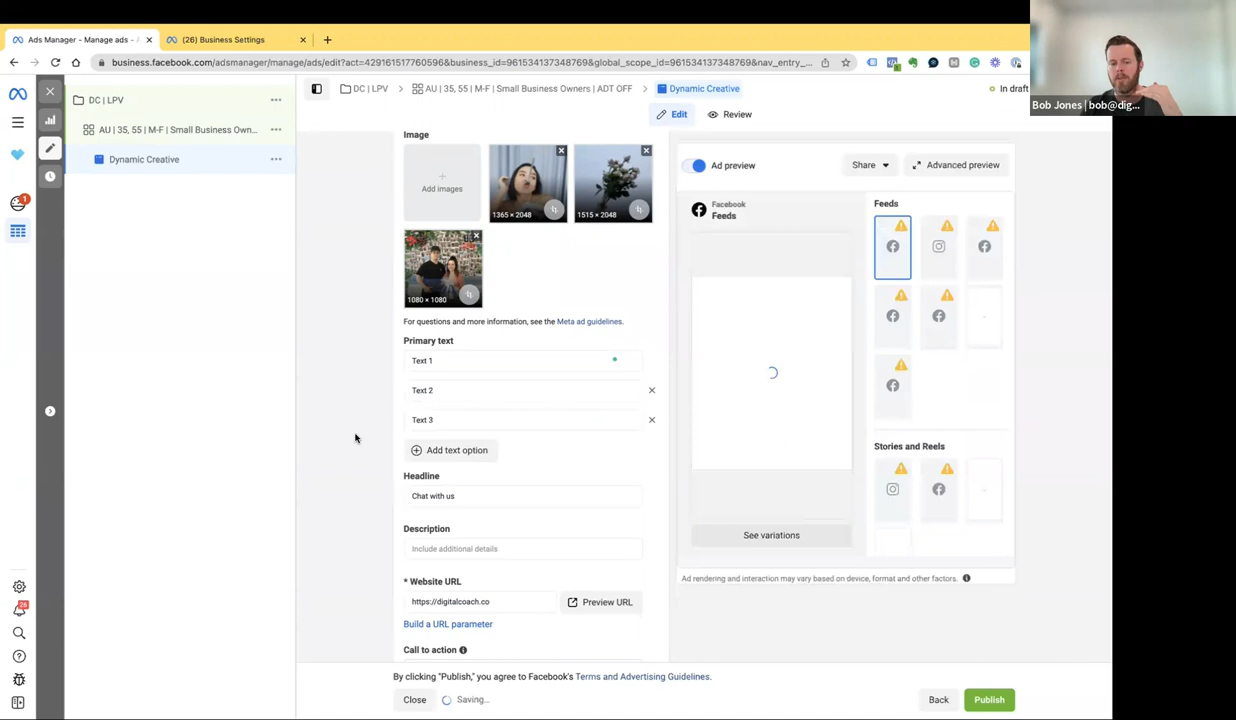 Ads Manager - Manage ads - A
(26) Business Settings
business.facebook.com/adsmanager/manage/ads/edit?act=429161517760596&business_id=961534137348769&global_scope_id=961534137348769&nav_entry_...
Bob Jones | bob@dig...
DC | LPV
AU | 35, 55 | M-F | Small Business Own...
Dynamic Creative
DC | LPV
AU | 35, 55 | M-F | Small Business Owners | ADT OFF
Dynamic Creative
In draft
Edit
Review
Image
Add images
1365 × 2048
1515 × 2048
1080 × 1080
For questions and more information, see the Meta ad guidelines.
Primary text
Text 1
Text 2
Text 3
Add text option
Headline
Chat with us
Description
Include additional details
* Website URL
https://digitalcoach.co
Preview URL
Build a URL parameter
Call to action
Ad preview
Share
Advanced preview
Facebook
Feeds
See variations
Feeds
Stories and Reels
Ad rendering and interaction may vary based on device, format and other factors.
By clicking "Publish," you agree to Facebook's Terms and Advertising Guidelines.
Close
Saving...
Back
Publish